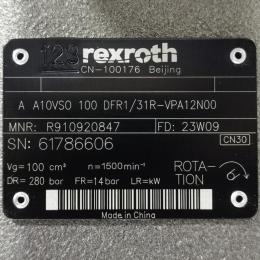 123 rexroth
CN-100176 Beijing
A A10VSO 100 DFR1/31R-VPA12N00
MNR: R910920847 FD: 23W09
SN: 61786606 CN30
Vg=100 cm³ n=1500min⁻¹ ROTA-
DR=280 bar FR=14bar LR=kW TION
Made in China